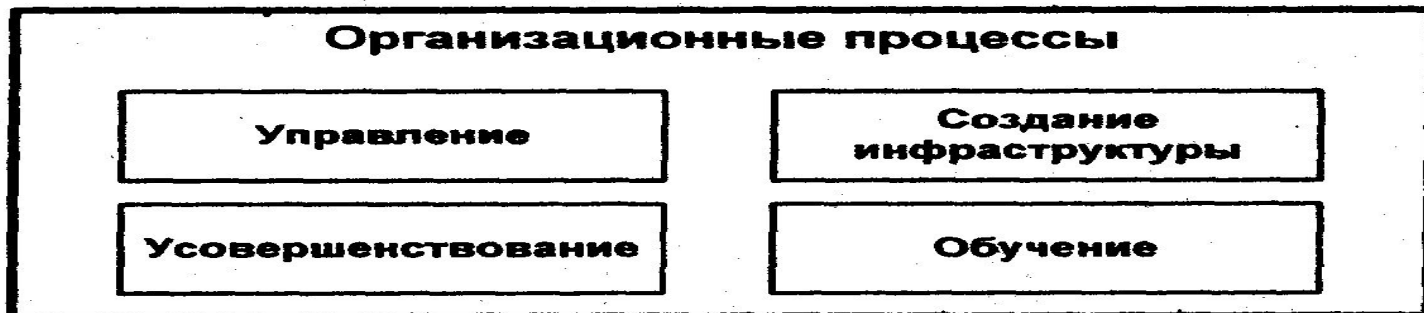 Организационные процессы
Управление
Создание
инфраструктуры
Усовершенствование
Обучение